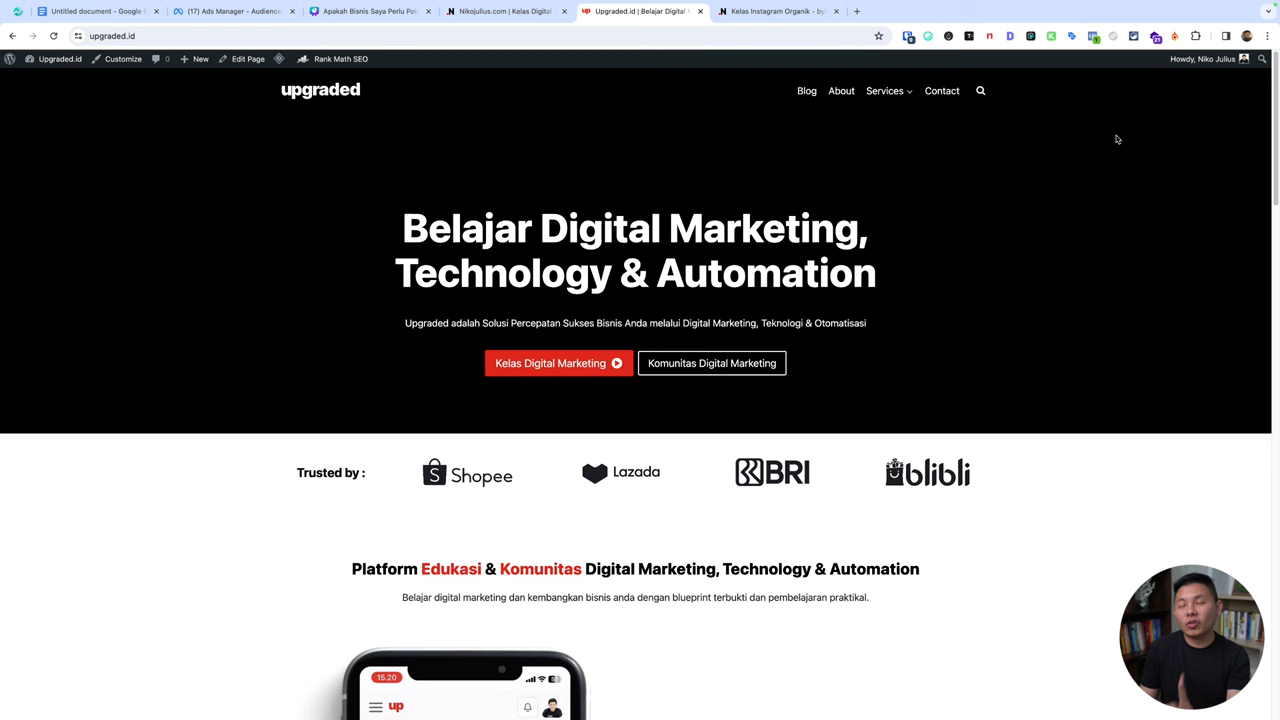 Untitled document - Google D
(17) Ads Manager - Audience
Apakah Bisnis Saya Perlu Pak
Nikojulius.com | Kelas Digital
Upgraded.id | Belajar Digital
Kelas Instagram Organik - by
upgraded.id
Upgraded.id
Customize
0
New
Edit Page
Rank Math SEO
Howdy, Niko Julius
upgraded
Blog
About
Services
Contact
Belajar Digital Marketing,
Technology & Automation
Upgraded adalah Solusi Percepatan Sukses Bisnis Anda melalui Digital Marketing, Teknologi & Otomatisasi
Kelas Digital Marketing
Komunitas Digital Marketing
Trusted by :
Shopee
Lazada
BRI
blibli
Platform Edukasi & Komunitas Digital Marketing, Technology & Automation
Belajar digital marketing dan kembangkan bisnis anda dengan blueprint terbukti dan pembelajaran praktikal.
15.20
up